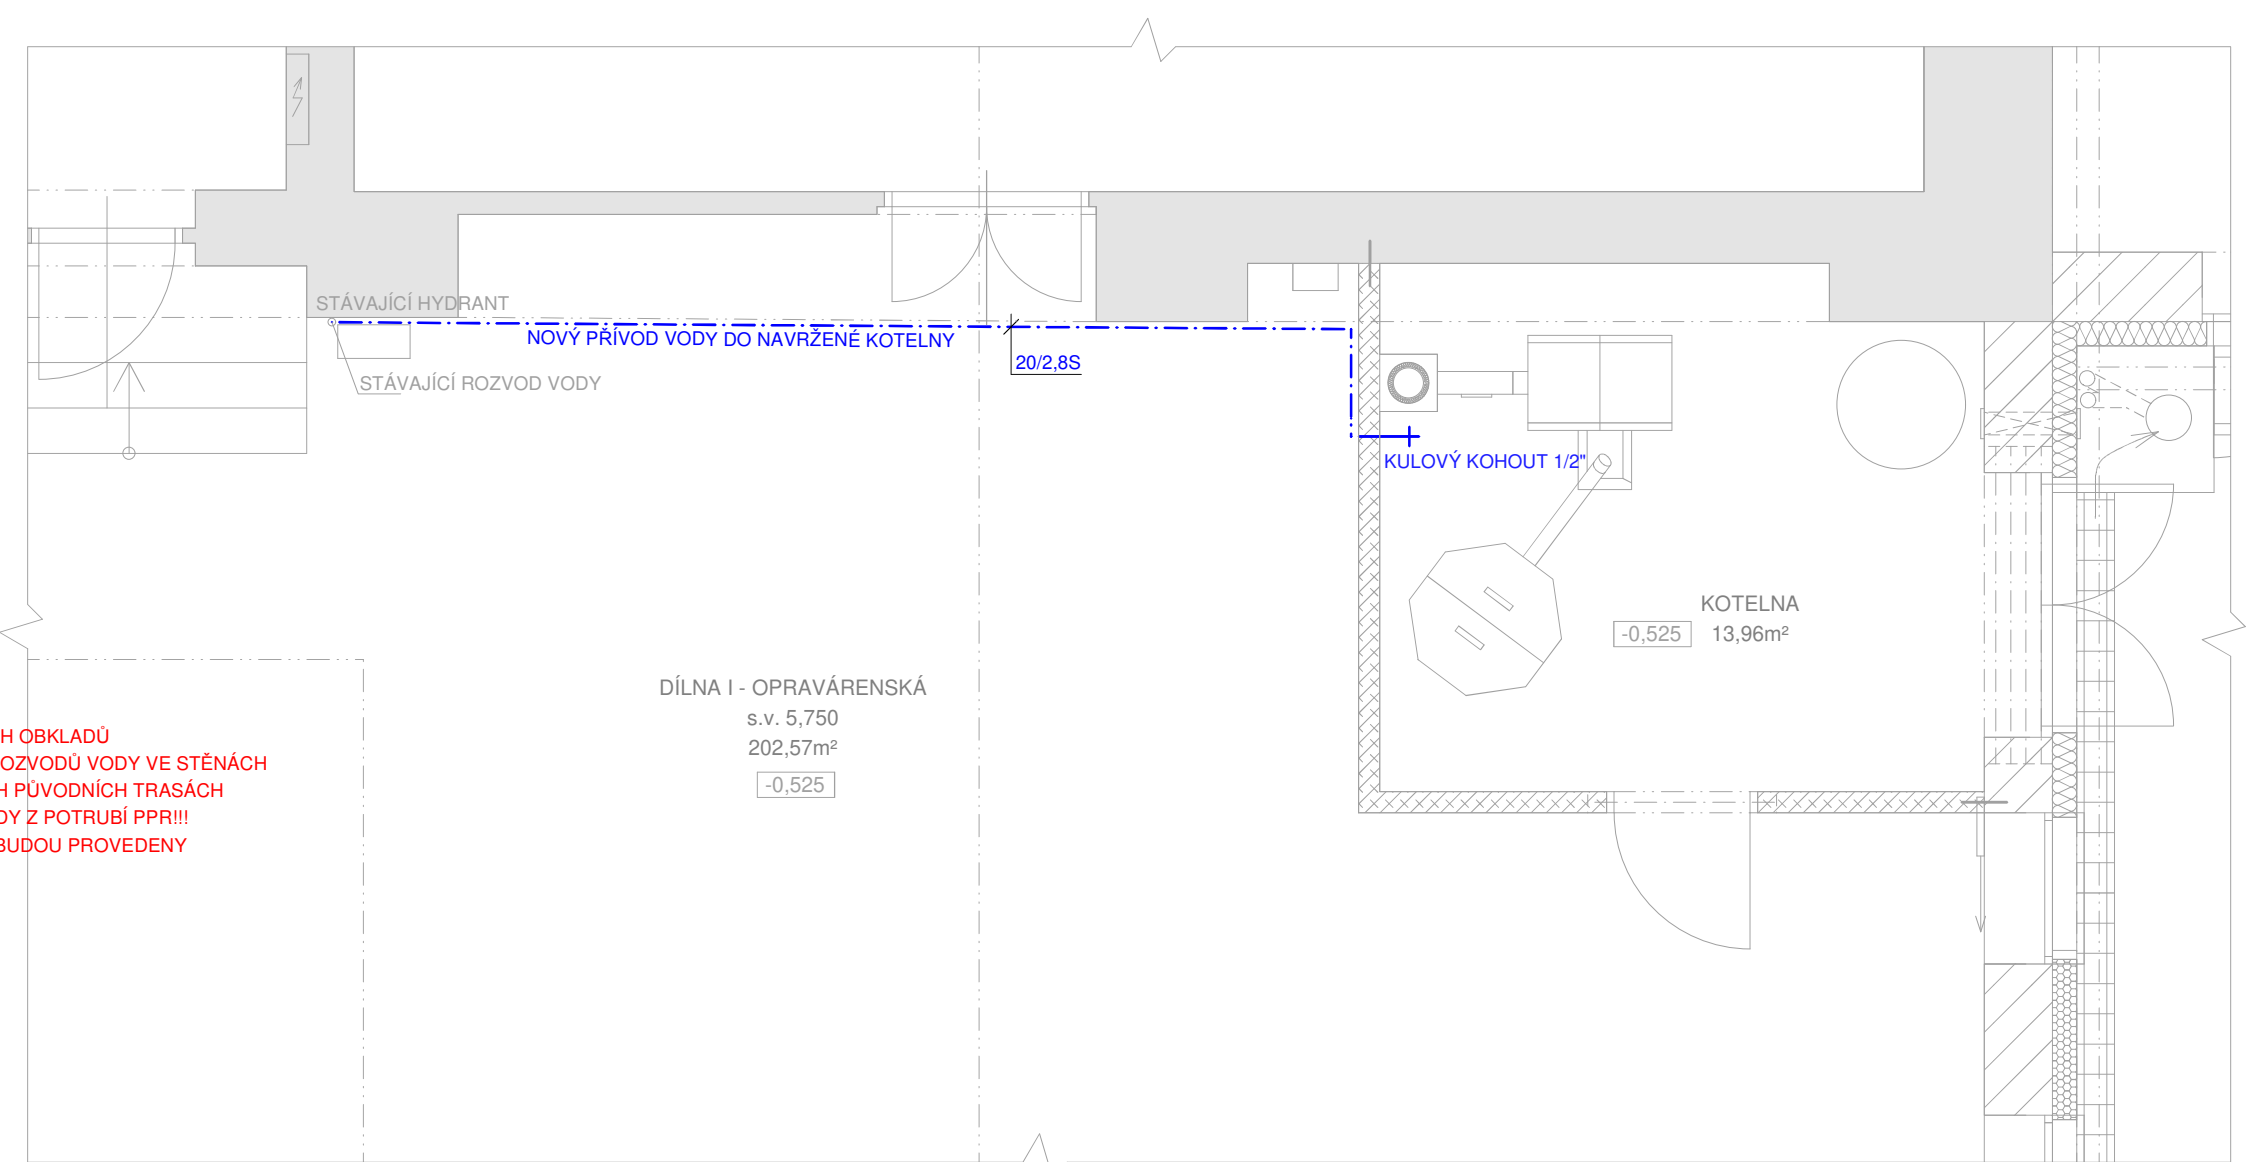 STÁVAJÍCÍ HYDRANT
NOVÝ PŘÍVOD VODY DO NAVRŽENÉ KOTELNY
20/2,8S
STÁVAJÍCÍ ROZVOD VODY
KULOVÝ KOHOUT 1/2"
KOTELNA
-0,525 13,96m²
DÍLNA I - OPRAVÁRENSKÁ
s.v. 5,750
202,57m²
-0,525
H OBKLADŮ
OZVODŮ VODY VE STĚNÁCH
H PŮVODNÍCH TRASÁCH
DY Z POTRUBÍ PPR!!!
BUDOU PROVEDENY